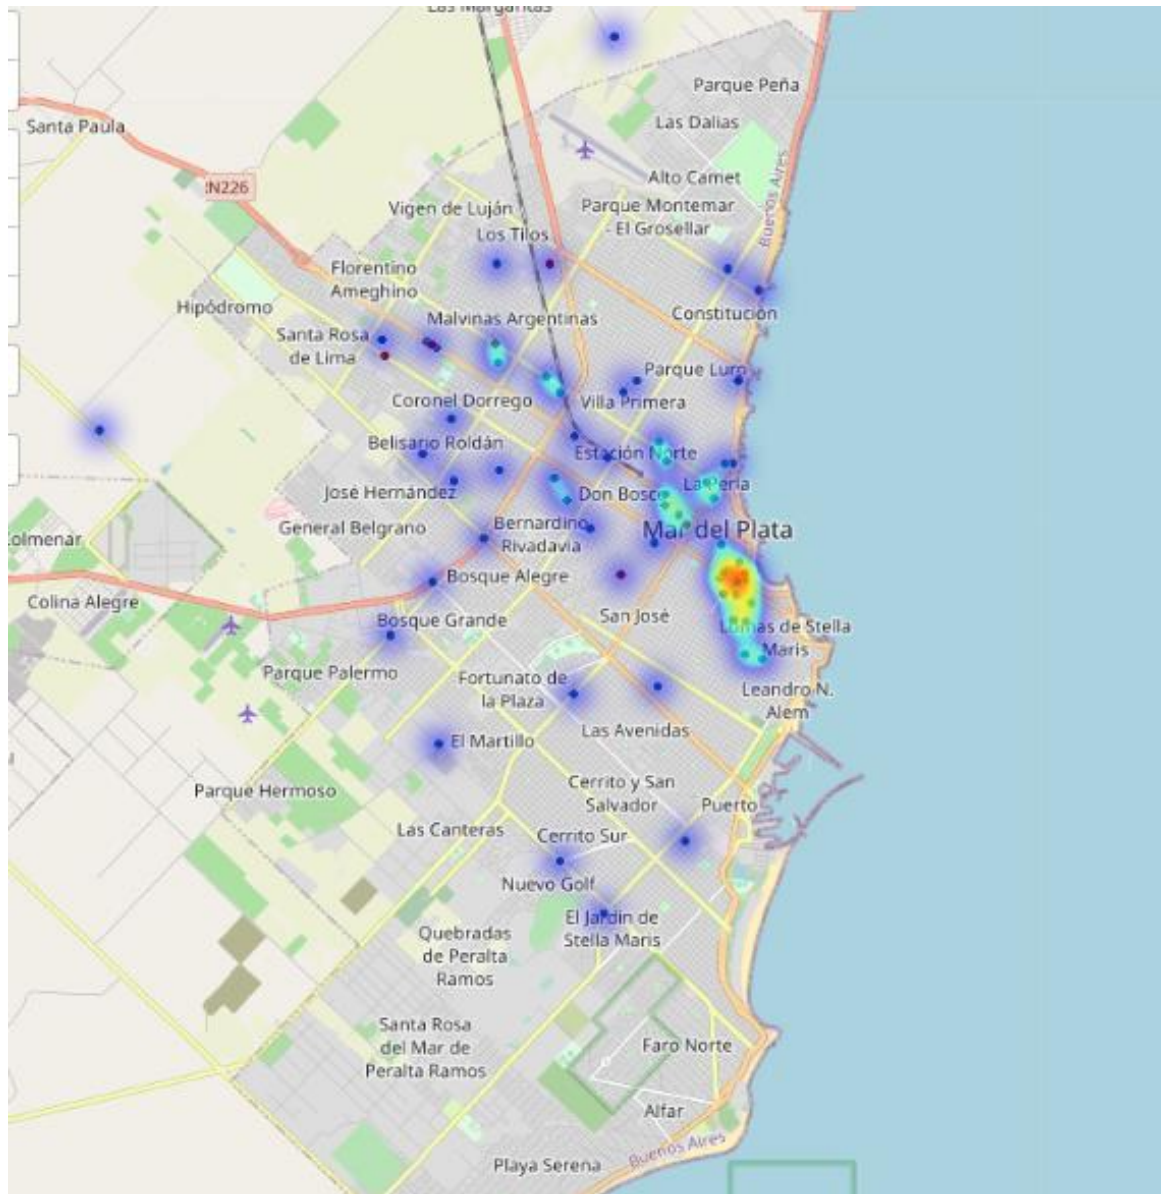 Las Margaritas
Parque Peña
Las Dalias
Santa Paula
Alto Camet
:N226
Buenos Aires
Vigen de Luján
Parque Montemar
- El Grosellar
Los Tilos
Florentino
Ameghino
Hipódromo
Constitución
Malvinas Argentinas
Santa Rosa
de Lima
Parque Luro
Coronel Dorrego
Villa Primera
Belisario Roldán
Estación Norte
José Hernández
Don Bosco
La Perla
General Belgrano
Bernardino
Rivadavia
Mar del Plata
Colmenar
Bosque Alegre
Colina Alegre
Bosque Grande
San José
Lomas de Stella
Maris
Parque Palermo
Fortunato de
la Plaza
Leandro N.
Alem
El Martillo
Las Avenidas
Parque Hermoso
Cerrito y San
Salvador
Puerto
Las Canteras
Cerrito Sur
Nuevo Golf
El Jardín de
Stella Maris
Quebradas
de Peralta
Ramos
Santa Rosa
del Mar de
Peralta Ramos
Faro Norte
Alfar
Buenos Aires
Playa Serena